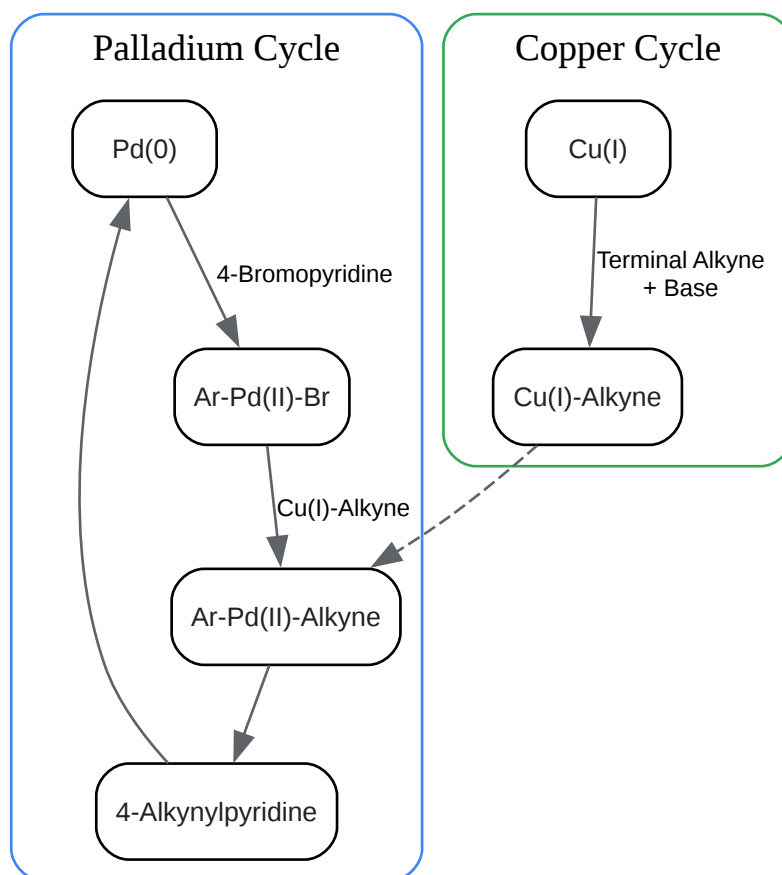 Palladium Cycle
Pd(0)
4-Bromopyridine
Ar-Pd(II)-Br
Cu(I)-Alkyne
Ar-Pd(II)-Alkyne
4-Alkynylpyridine
Copper Cycle
Cu(I)
Terminal Alkyne
+ Base
Cu(I)-Alkyne